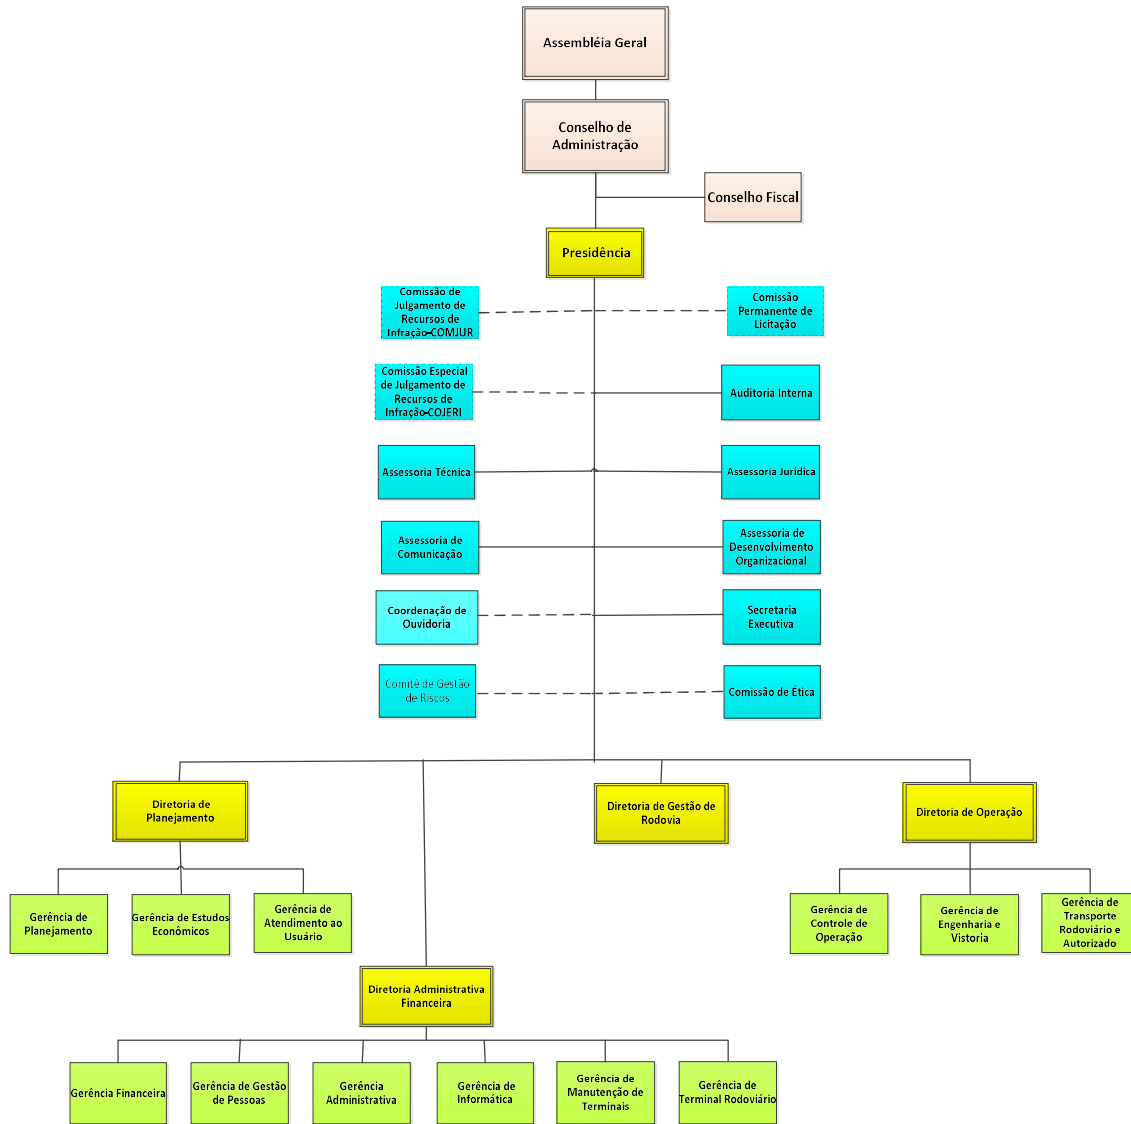 Assembléia Geral
Conselho de
Administração
Conselho Fiscal
Presidência
Comissão de
Julgamento de
Recursos de
Infração-COMJUR
Comissão
Permanente de
Licitação
Comissão Especial
de Julgamento de
Recursos de
Infração-COJERI
Auditoria Interna
Assessoria Técnica
Assessoria Jurídica
Assessoria de
Comunicação
Assessoria de
Desenvolvimento
Organizacional
Coordenação de
Ouvidoria
Secretaria
Executiva
Comitê de Gestão
de Riscos
Comissão de Ética
Diretoria de
Planejamento
Diretoria de Gestão de
Rodovia
Diretoria de Operação
Gerência de
Planejamento
Gerência de Estudos
Econômicos
Gerência de
Atendimento ao
Usuário
Gerência de
Controle de
Operação
Gerência de
Engenharia e
Vistoria
Gerência de
Transporte
Rodoviário e
Autorizado
Diretoria Administrativa
Financeira
Gerência Financeira
Gerência de Gestão
de Pessoas
Gerência
Administrativa
Gerência de
Informática
Gerência de
Manutenção de
Terminais
Gerência de
Terminal Rodoviário